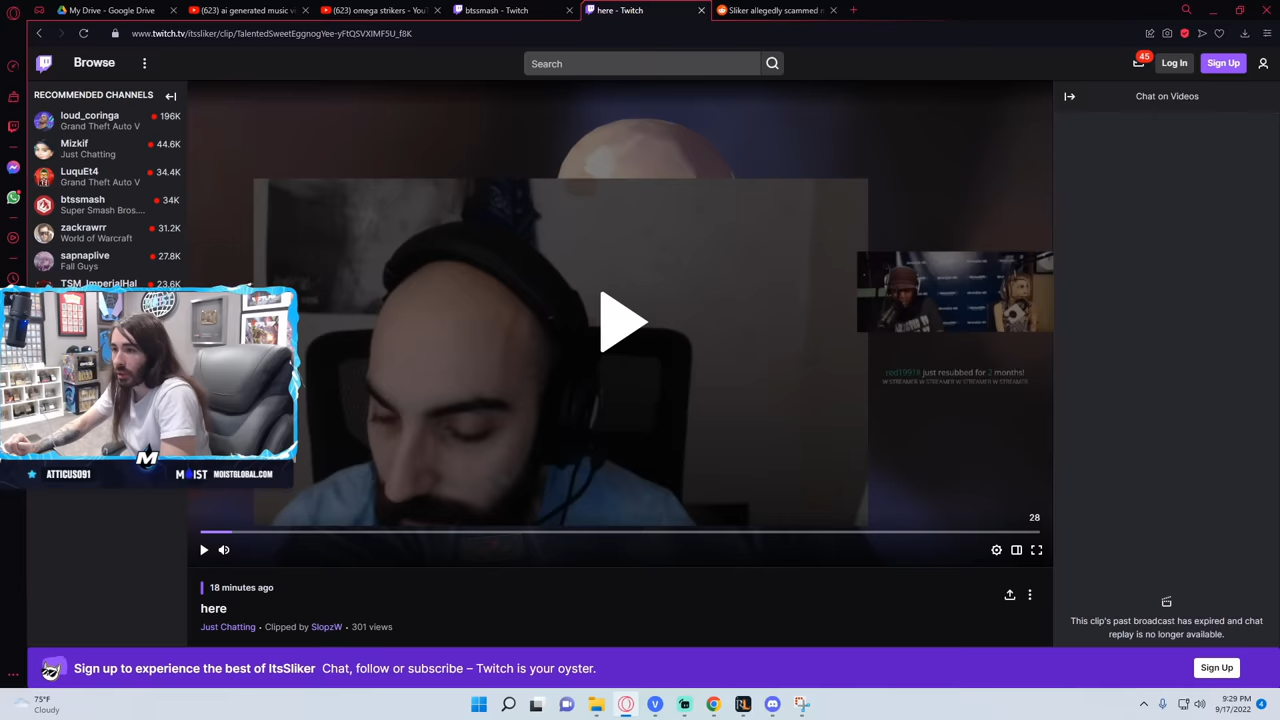 My Drive - Google Drive
(623) ai generated music vi
(623) omega strikers - YouT
btssmash - Twitch
here - Twitch
Sliker allegedly scammed m
www.twitch.tv/itssliker/clip/TalentedSweetEggnogYee-yFtQSVXIMF5U_f8K
Browse
Search
45
Log In
Sign Up
RECOMMENDED CHANNELS
Chat on Videos
loud_coringa
196K
Grand Theft Auto V
Mizkif
44.6K
Just Chatting
LuquEt4
34.4K
Grand Theft Auto V
btssmash
34K
Super Smash Bros....
zackrawrr
31.2K
World of Warcraft
sapnaplive
27.8K
Fall Guys
TSM_ImperialHal
23.6K
rod1991k just resubbed for 2 months!
W STREAMER W STREAMER W STREAMER W STREAMER
ATTICUS091
M
MOIST
MOISTGLOBAL.COM
28
18 minutes ago
here
Just Chatting • Clipped by SlopzW • 301 views
This clip's past broadcast has expired and chat
replay is no longer available.
Sign up to experience the best of ItsSliker Chat, follow or subscribe – Twitch is your oyster.
Sign Up
75°F
Cloudy
9:29 PM
9/17/2022
4